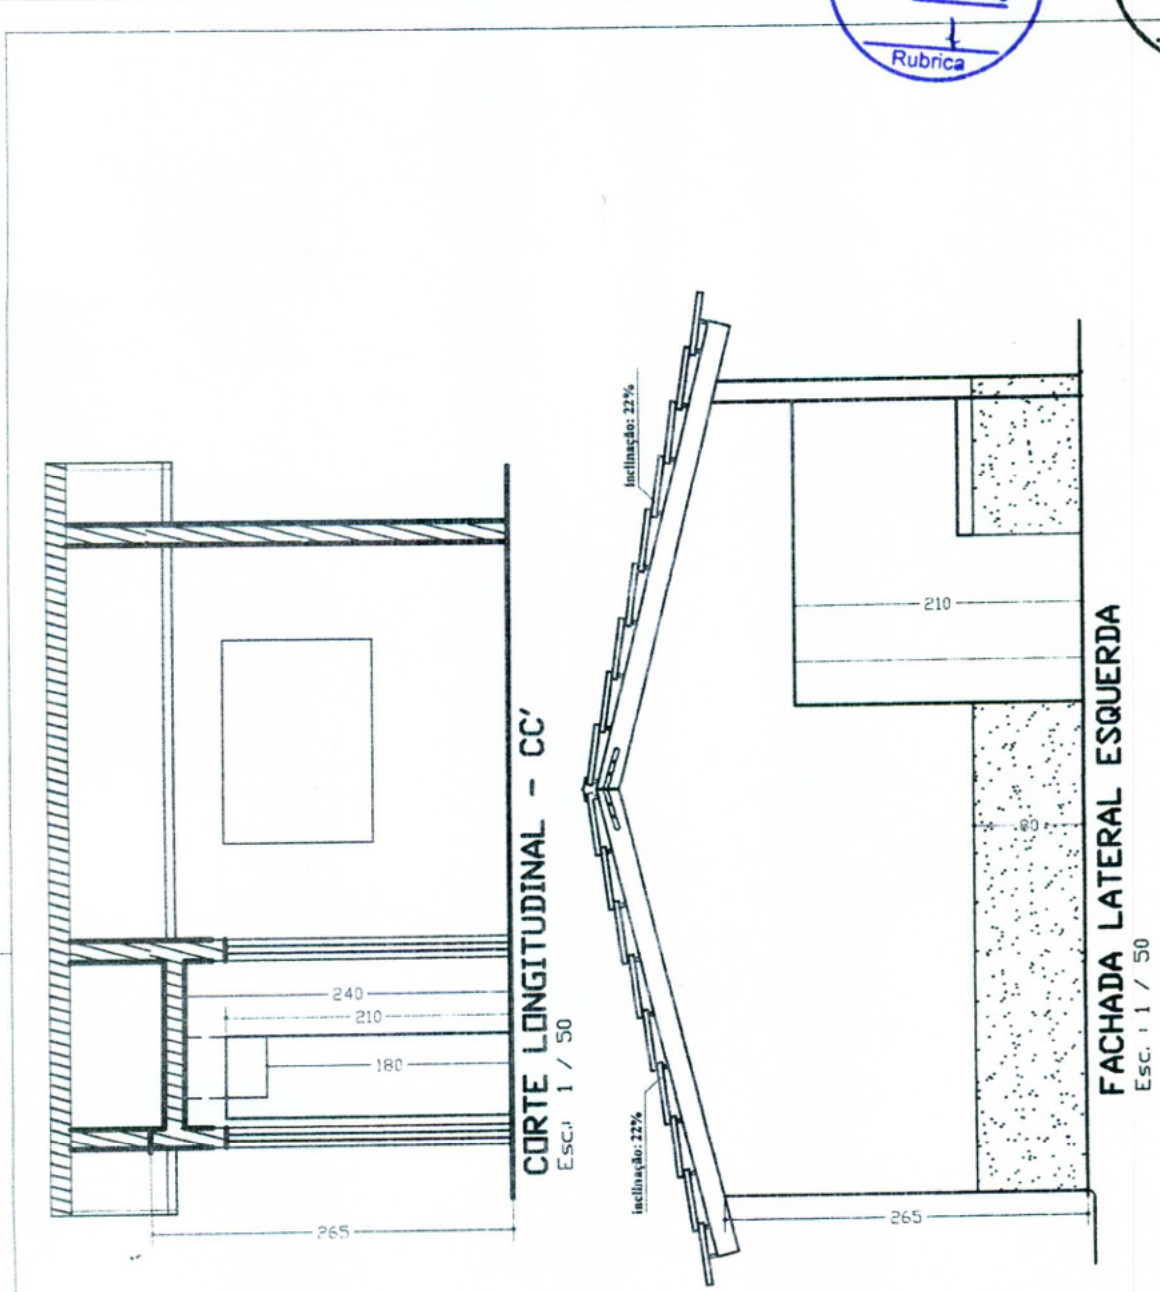 Rubrica
240
210
180
265
CORTE LONGITUDINAL - CC'
Esc.: 1 / 50
inclinação: 22%
inclinação: 22%
210
80
265
FACHADA LATERAL ESQUERDA
Esc.: 1 / 50